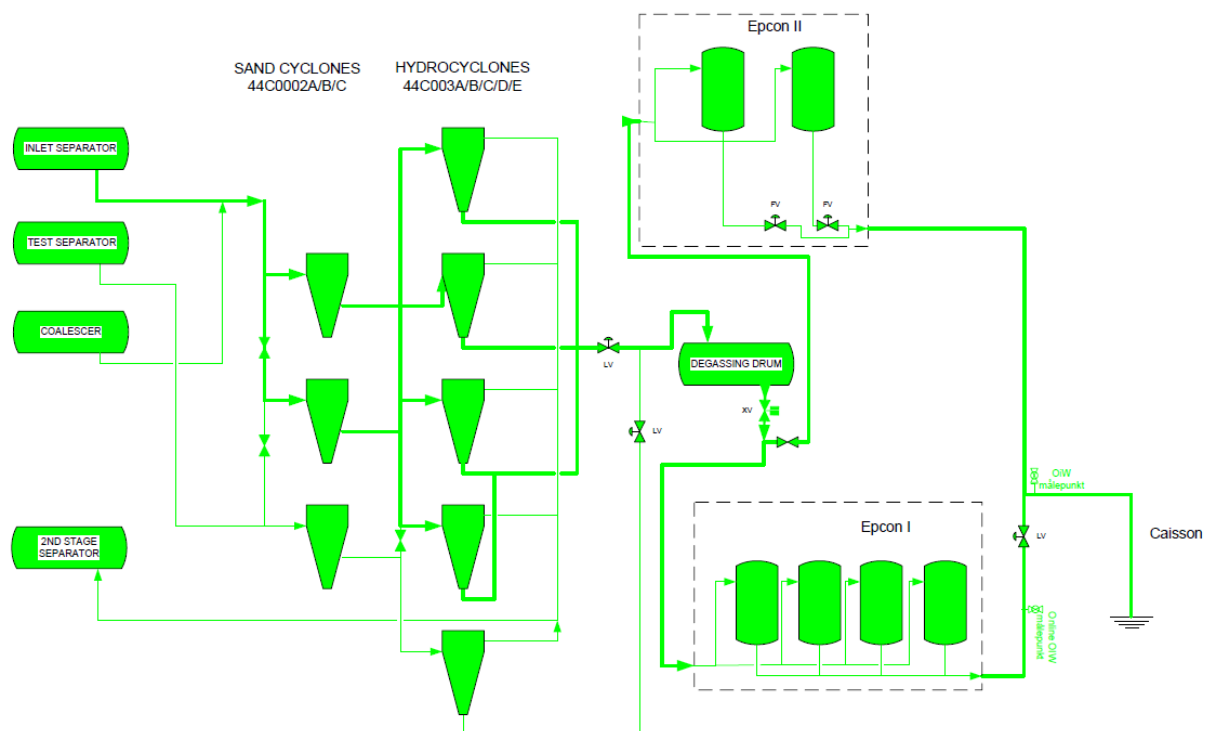 Epcon II
SAND CYCLONES
44C0002A/B/C
HYDROCYCLONES
44C003A/B/C/D/E
INLET SEPARATOR
TEST SEPARATOR
COALESCER
2ND STAGE
SEPARATOR
PV
PV
LV
DEGASSING DRUM
XV
LV
OIW
målepunkt
Epcon I
LV
Caisson
Online OIW
målepunkt